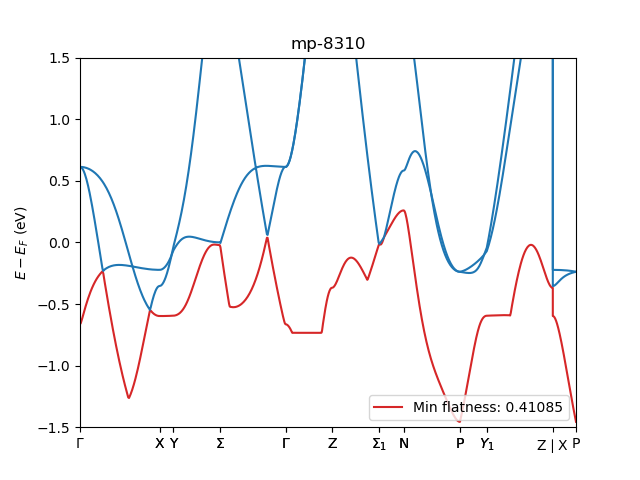 mp-8310
1.5
1.0
0.5
0.0
−0.5
−1.0
−1.5
E − E_F (eV)
Min flatness: 0.41085
Γ X Y Σ Γ Z Σ₁ N P Y₁ Z | X P